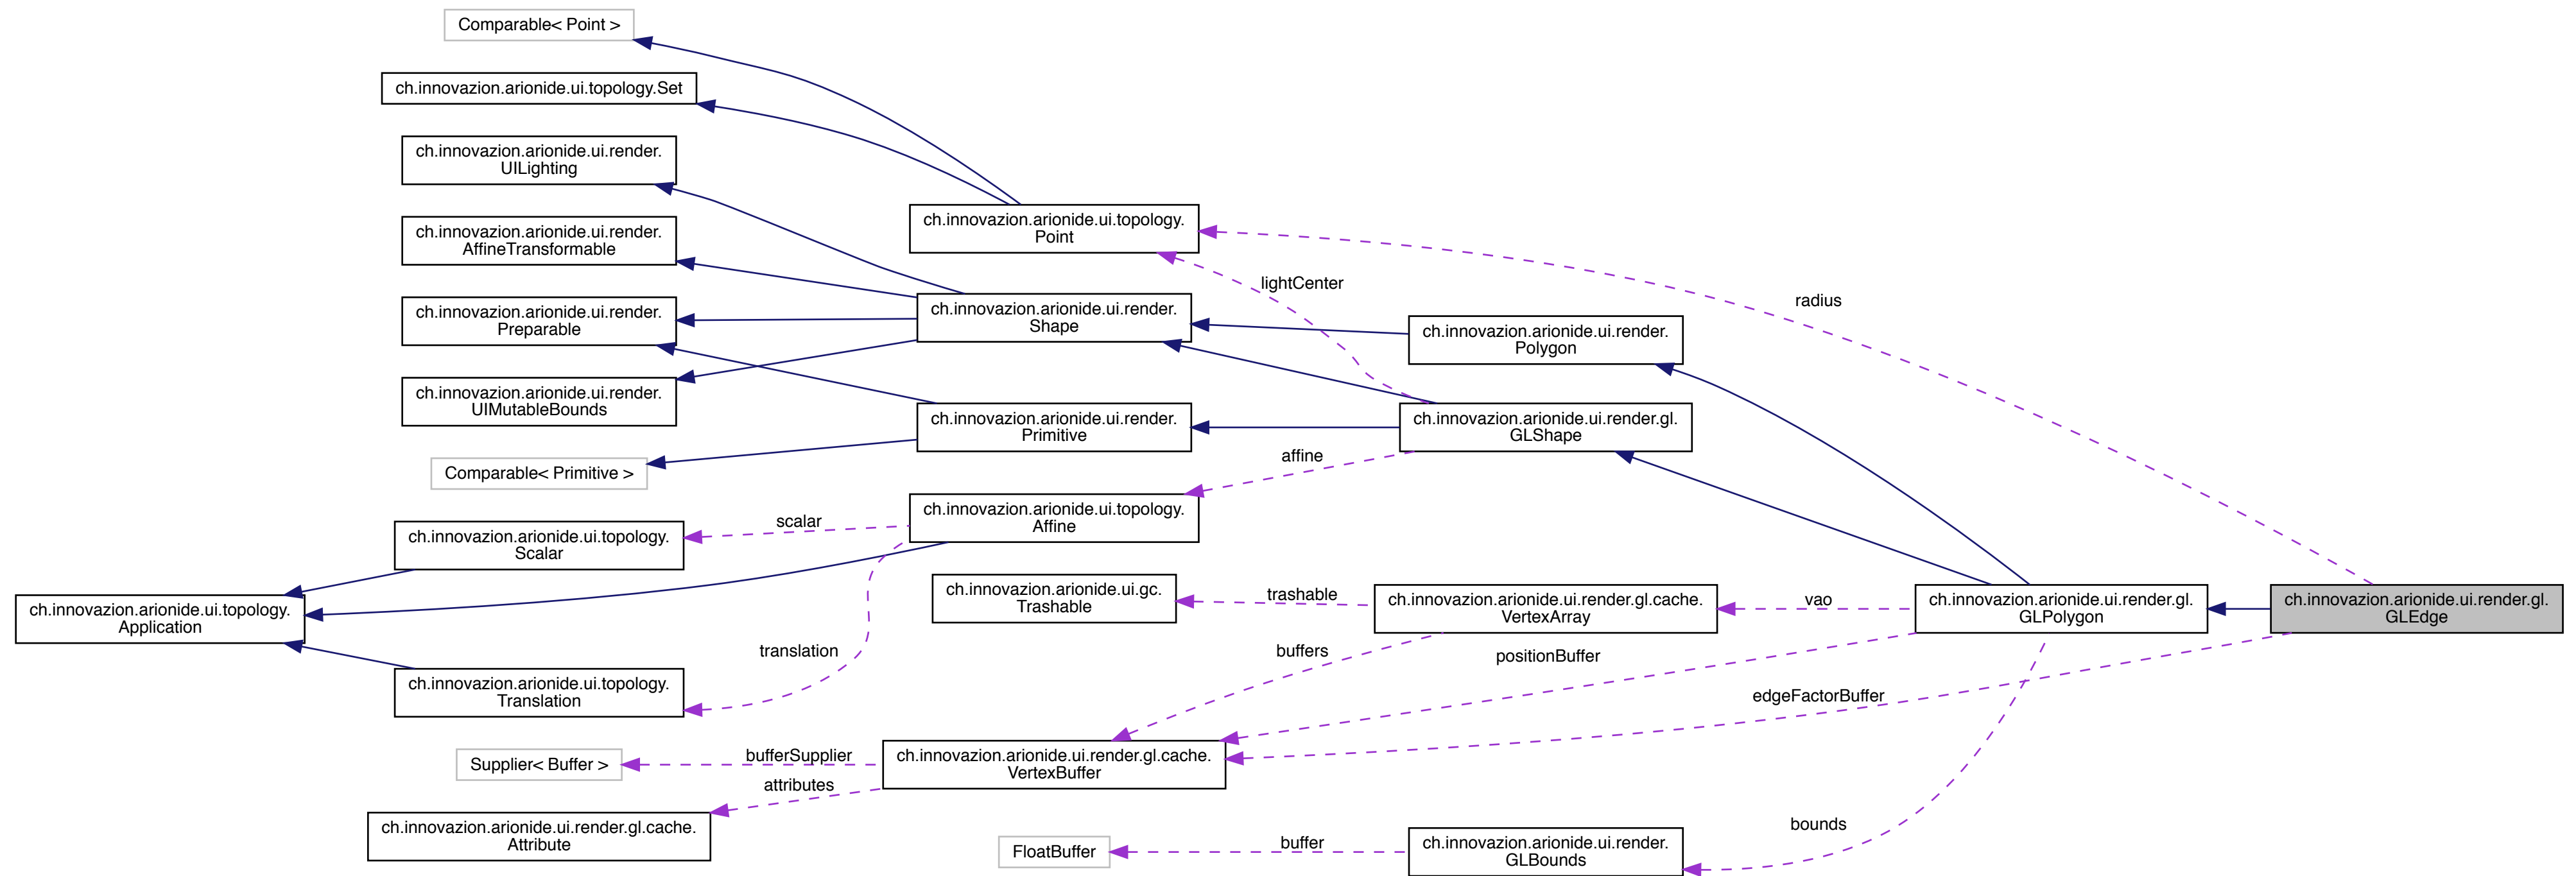 Comparable< Point >
ch.innovazion.arionide.ui.topology.Set
ch.innovazion.arionide.ui.render.
UILighting
ch.innovazion.arionide.ui.render.
AffineTransformable
ch.innovazion.arionide.ui.render.
Preparable
ch.innovazion.arionide.ui.render.
UIMutableBounds
Comparable< Primitive >
ch.innovazion.arionide.ui.topology.
Scalar
ch.innovazion.arionide.ui.topology.
Application
ch.innovazion.arionide.ui.topology.
Translation
Supplier< Buffer >
ch.innovazion.arionide.ui.render.gl.cache.
Attribute
scalar
translation
bufferSupplier
attributes
ch.innovazion.arionide.ui.topology.
Point
ch.innovazion.arionide.ui.render.
Shape
ch.innovazion.arionide.ui.render.
Primitive
ch.innovazion.arionide.ui.topology.
Affine
ch.innovazion.arionide.ui.gc.
Trashable
ch.innovazion.arionide.ui.render.gl.cache.
VertexBuffer
FloatBuffer
lightCenter
affine
trashable
buffers
buffer
ch.innovazion.arionide.ui.render.
Polygon
ch.innovazion.arionide.ui.render.gl.
GLShape
ch.innovazion.arionide.ui.render.gl.cache.
VertexArray
ch.innovazion.arionide.ui.render.
GLBounds
radius
vao
positionBuffer
edgeFactorBuffer
bounds
ch.innovazion.arionide.ui.render.gl.
GLPolygon
ch.innovazion.arionide.ui.render.gl.
GLEdge